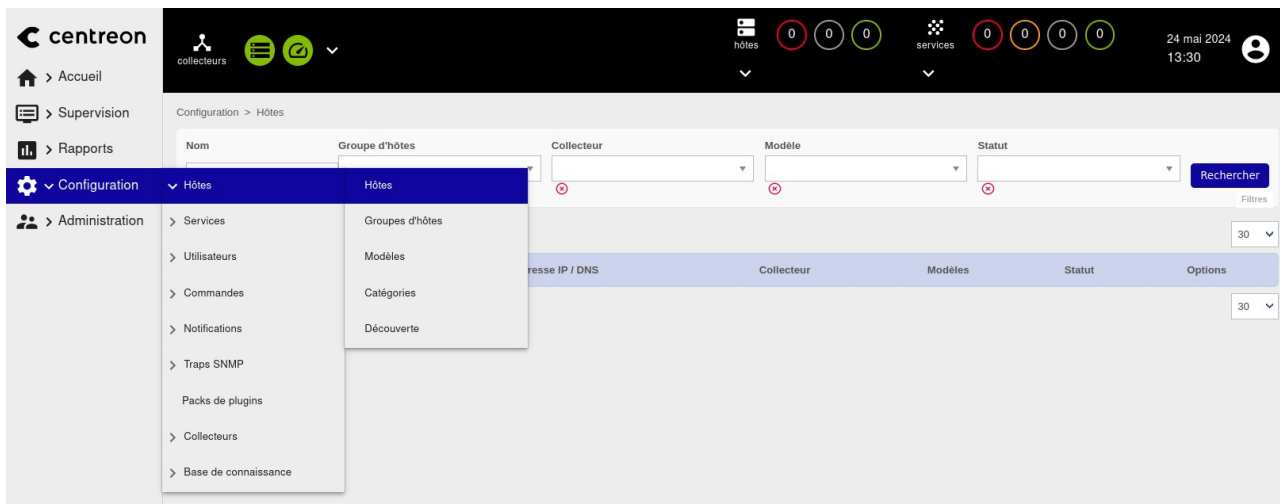 centreon
collecteurs
hôtes
0 0 0
services
0 0 0 0
24 mai 2024
13:30
Accueil
Supervision
Rapports
Configuration
Administration
Configuration > Hôtes
Nom Groupe d'hôtes Collecteur Modèle Statut
Rechercher
Filtres
Hôtes
Services
Utilisateurs
Commandes
Notifications
Traps SNMP
Packs de plugins
Collecteurs
Base de connaissance
Hôtes
Groupes d'hôtes
Modèles
Catégories
Découverte
30
IP / DNS Collecteur Modèles Statut Options
30